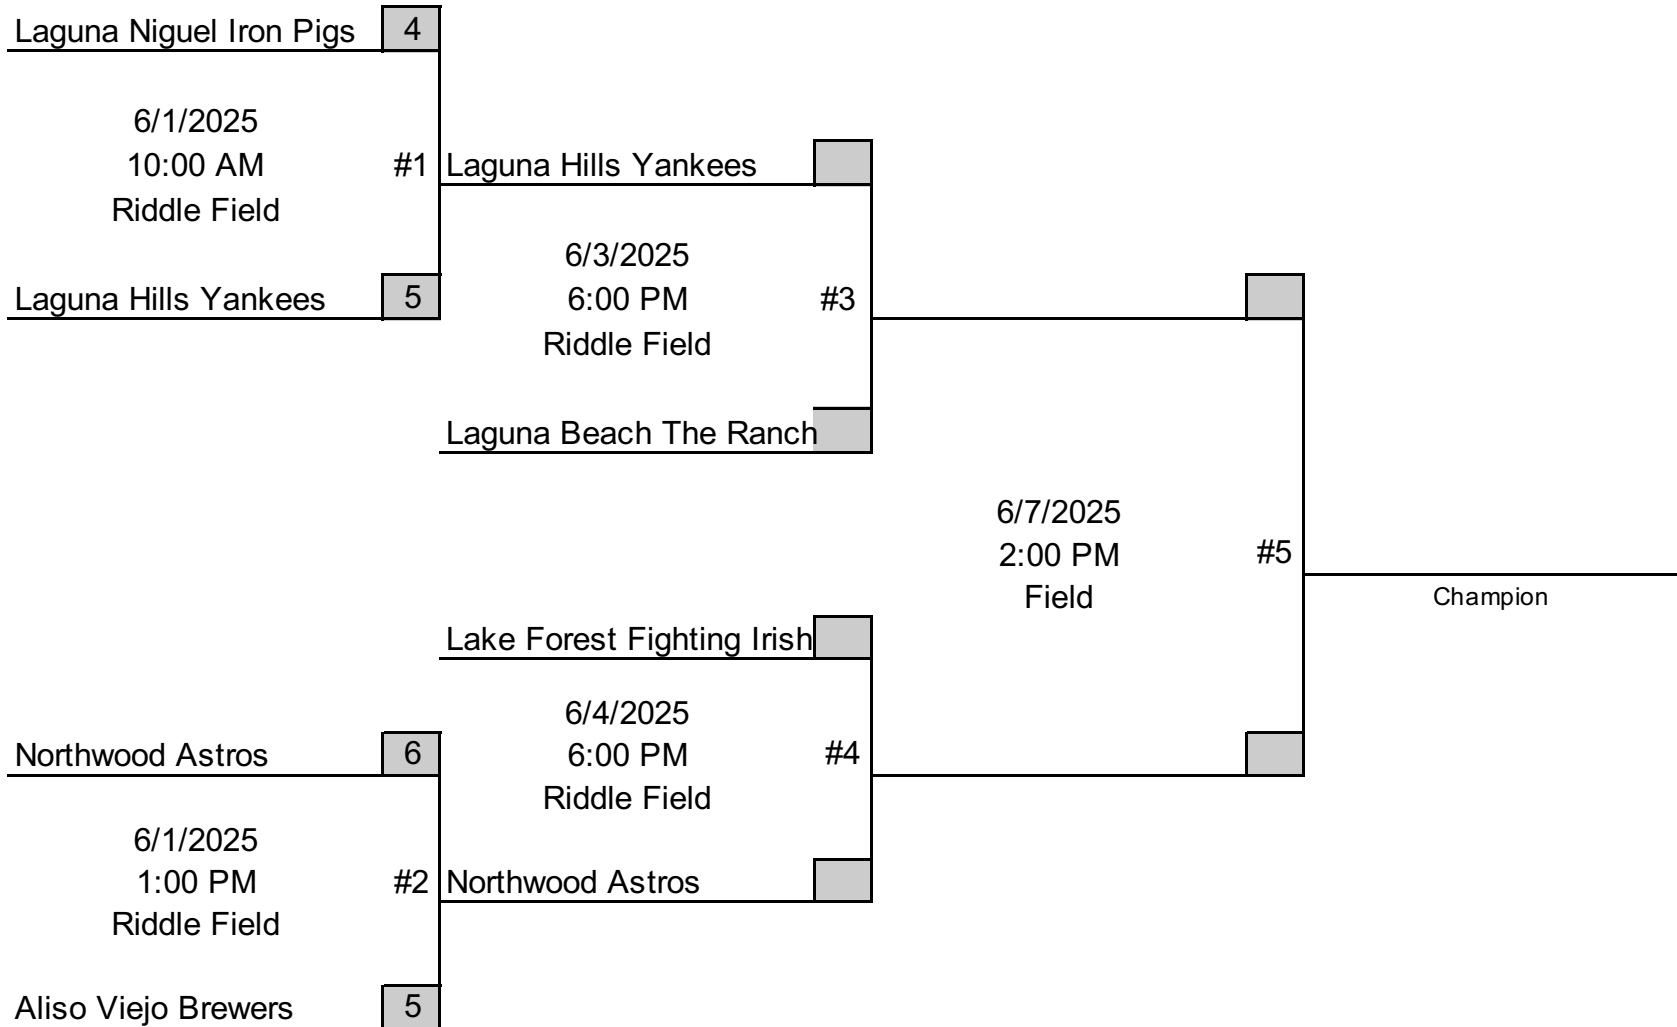 Laguna Niguel Iron Pigs 4
6/1/2025
10:00 AM #1
Riddle Field
Laguna Hills Yankees 5
Laguna Hills Yankees
6/3/2025
6:00 PM #3
Riddle Field
Laguna Beach The Ranch
6/7/2025
2:00 PM #5
Field
Champion
Lake Forest Fighting Irish
6/4/2025
6:00 PM #4
Riddle Field
Northwood Astros
Northwood Astros 6
6/1/2025
1:00 PM #2
Riddle Field
Aliso Viejo Brewers 5